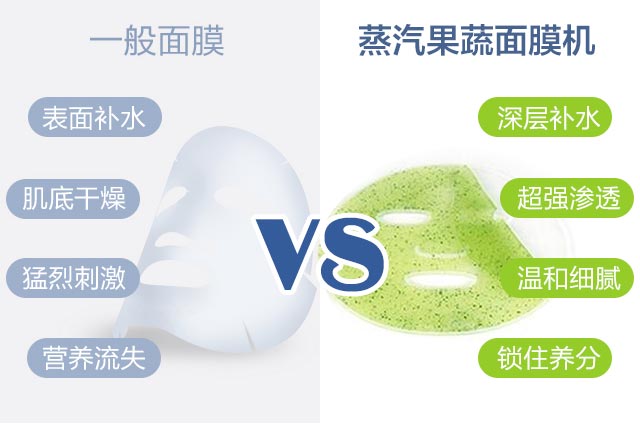 一般面膜
蒸汽果蔬面膜机
表面补水
肌底干燥
猛烈刺激
营养流失
VS
深层补水
超强渗透
温和细腻
锁住养分